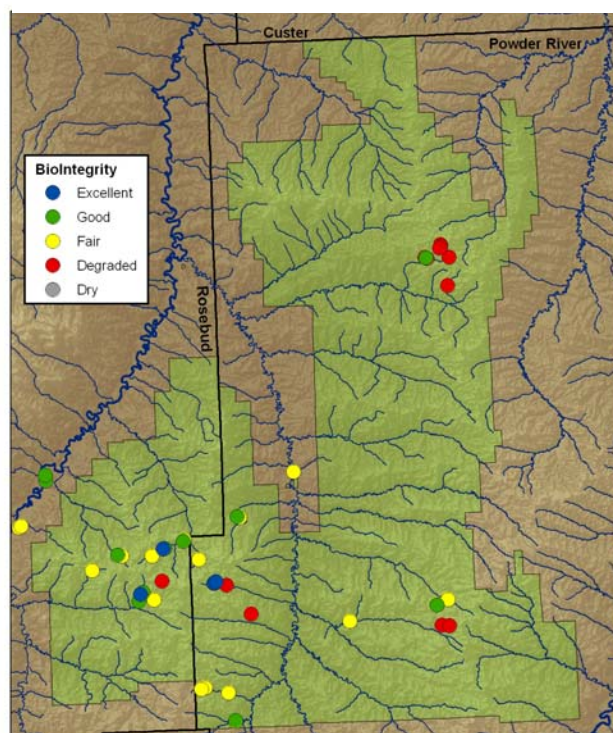 Custer
Powder River
BioIntegrity
Excellent
Good
Fair
Degraded
Dry
Rosebud